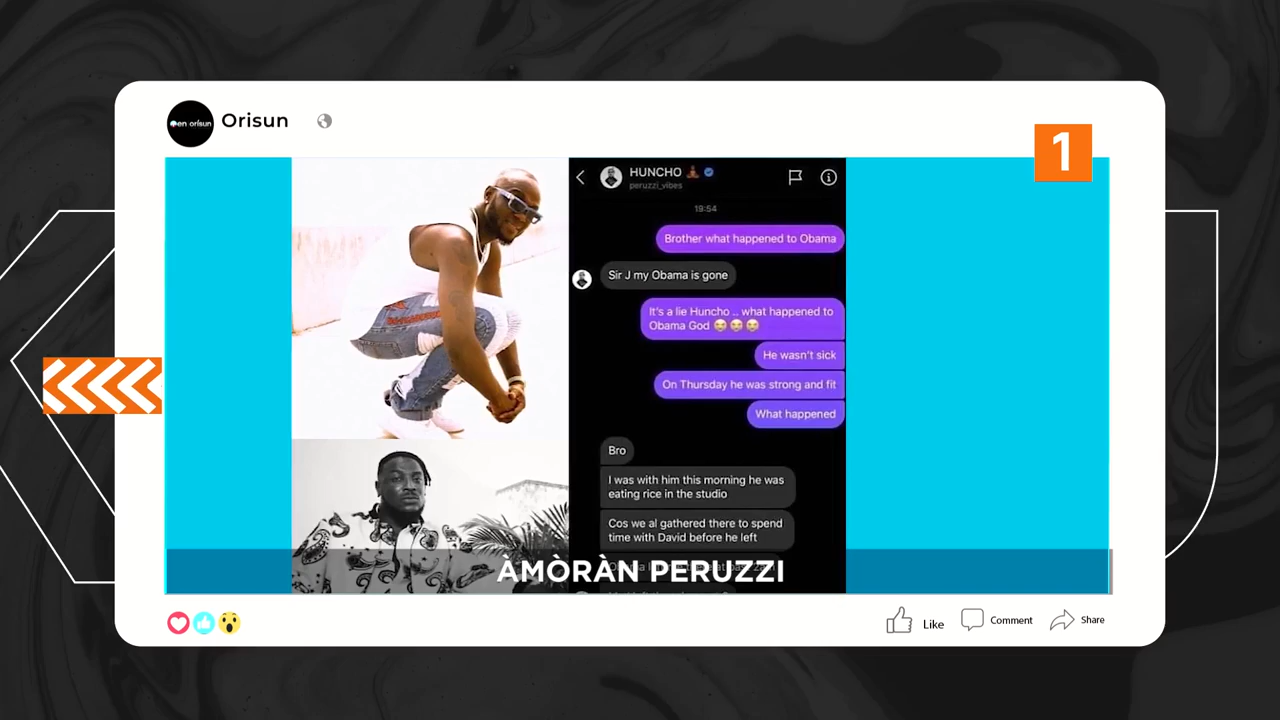 en orisun
Orisun
1
HUNCHO
peruzzi_vibes
19:54
Brother what happened to Obama
Sir J my Obama is gone
It's a lie Huncho .. what happened to
Obama God 😭 😭 😭
He wasn't sick
On Thursday he was strong and fit
What happened
Bro
I was with him this morning he was
eating rice in the studio
Cos we al gathered there to spend
time with David before he left
ÀMÒRÀN PERUZZI
Like
Comment
Share